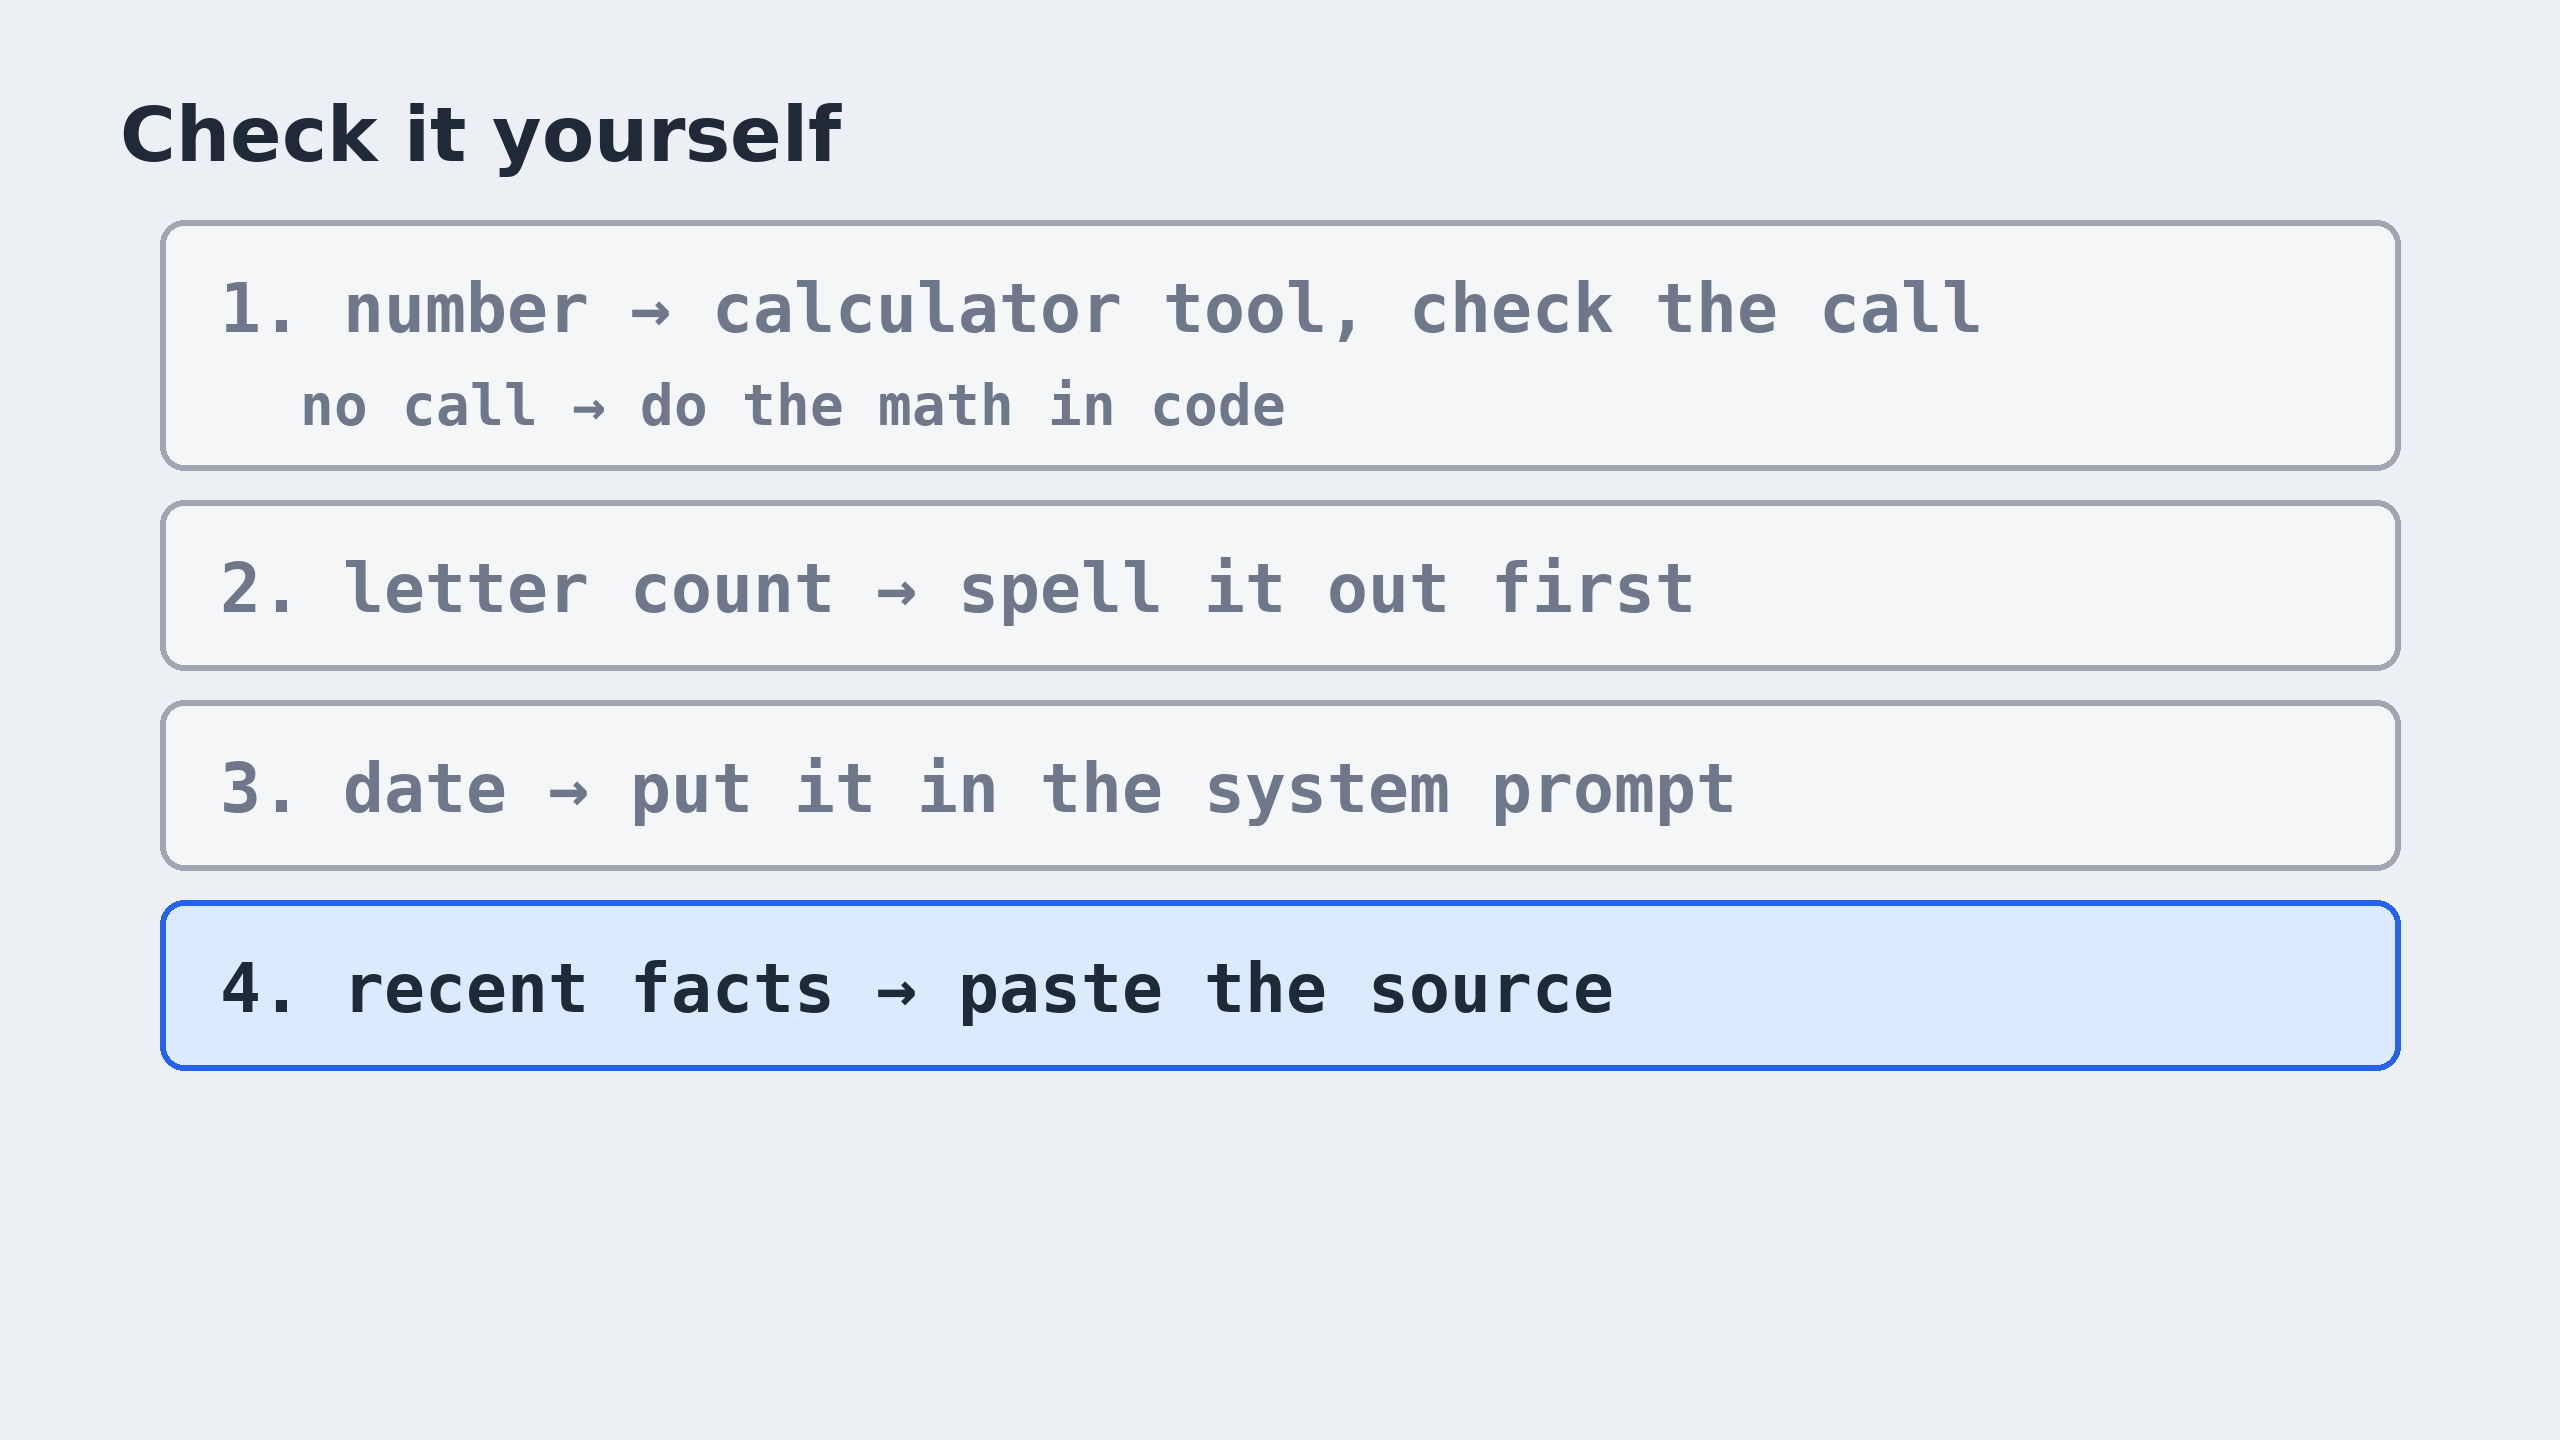 Check it yourself
1. number → calculator tool, check the call
no call → do the math in code
2. letter count → spell it out first
3. date → put it in the system prompt
4. recent facts → paste the source